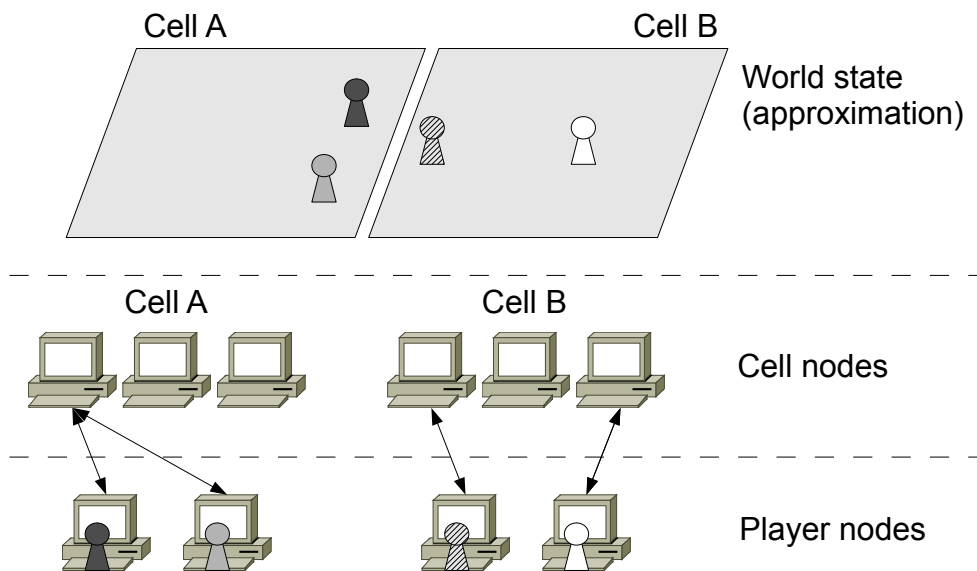 Cell A
Cell B
World state
(approximation)
Cell A
Cell B
Cell nodes
Player nodes